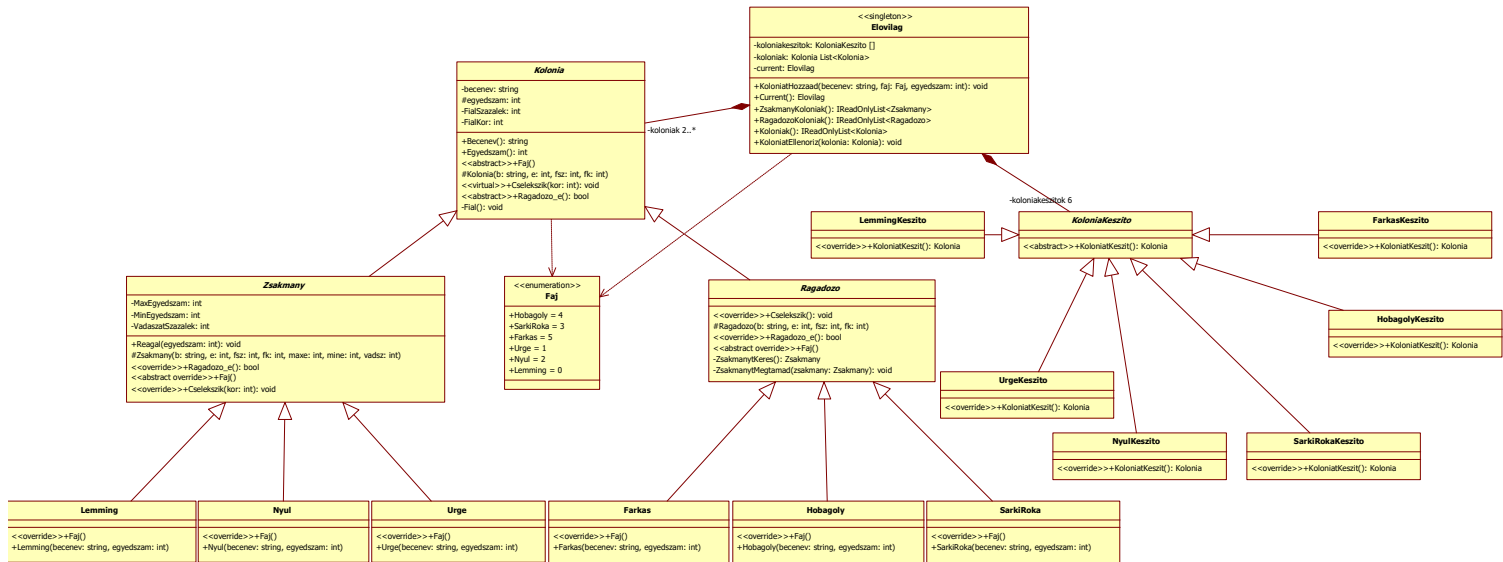 <<singleton>>
Elovilag
-koloniakeszitok: KoloniaKeszito []
-koloniak: Kolonia List<Kolonia>
-current: Elovilag
+KoloniatHozzaad(becenev: string, faj: Faj, egyedszam: int): void
+Current(): Elovilag
+ZsakmanyKoloniak(): IReadOnlyList<Zsakmany>
+RagadozoKoloniak(): IReadOnlyList<Ragadozo>
+Koloniak(): IReadOnlyList<Kolonia>
+KoloniatEllenoriz(kolonia: Kolonia): void
Kolonia
-becenev: string
#egyedszam: int
-FialSzazalek: int
-FialKor: int
+Becenev(): string
+Egyedszam(): int
<<abstract>>+Faj()
#Kolonia(b: string, e: int, fsz: int, fk: int)
<<virtual>>+Cselekszik(kor: int): void
<<abstract>>+Ragadozo_e(): bool
-Fial(): void
-koloniak 2..*
-koloniakeszitok 6
LemmingKeszito
<<override>>+KoloniatKeszit(): Kolonia
KoloniaKeszito
<<abstract>>+KoloniatKeszit(): Kolonia
FarkasKeszito
<<override>>+KoloniatKeszit(): Kolonia
Zsakmany
-MaxEgyedszam: int
-MinEgyedszam: int
-VadaszatSzazalek: int
+Reagal(egyedszam: int): void
#Zsakmany(b: string, e: int, fsz: int, fk: int, maxe: int, mine: int, vadsz: int)
<<override>>+Ragadozo_e(): bool
<<abstract override>>+Faj()
<<override>>+Cselekszik(kor: int): void
<<enumeration>>
Faj
+Hobagoly = 4
+SarkiRoka = 3
+Farkas = 5
+Urge = 1
+Nyul = 2
+Lemming = 0
Ragadozo
<<override>>+Cselekszik(): void
#Ragadozo(b: string, e: int, fsz: int, fk: int)
<<override>>+Ragadozo_e(): bool
<<abstract override>>+Faj()
-ZsakmanytKeres(): Zsakmany
-ZsakmanytMegtamad(zsakmany: Zsakmany): void
HobagolyKeszito
<<override>>+KoloniatKeszit(): Kolonia
UrgeKeszito
<<override>>+KoloniatKeszit(): Kolonia
NyulKeszito
<<override>>+KoloniatKeszit(): Kolonia
SarkiRokaKeszito
<<override>>+KoloniatKeszit(): Kolonia
Lemming
<<override>>+Faj()
+Lemming(becenev: string, egyedszam: int)
Nyul
<<override>>+Faj()
+Nyul(becenev: string, egyedszam: int)
Urge
<<override>>+Faj()
+Urge(becenev: string, egyedszam: int)
Farkas
<<override>>+Faj()
+Farkas(becenev: string, egyedszam: int)
Hobagoly
<<override>>+Faj()
+Hobagoly(becenev: string, egyedszam: int)
SarkiRoka
<<override>>+Faj()
+SarkiRoka(becenev: string, egyedszam: int)